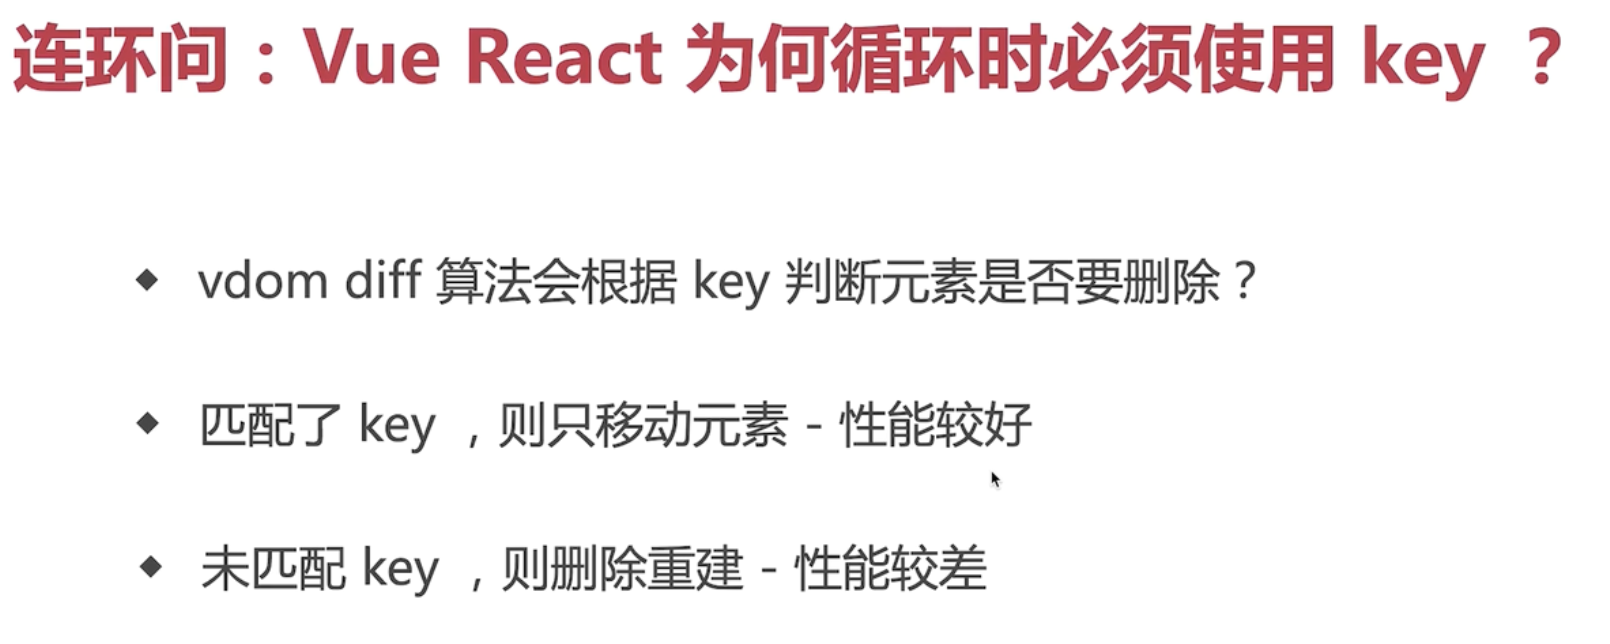 连环问：Vue React 为何循环时必须使用 key ？
vdom diff 算法会根据 key 判断元素是否要删除？
匹配了 key ，则只移动元素 - 性能较好
未匹配 key ，则删除重建 - 性能较差